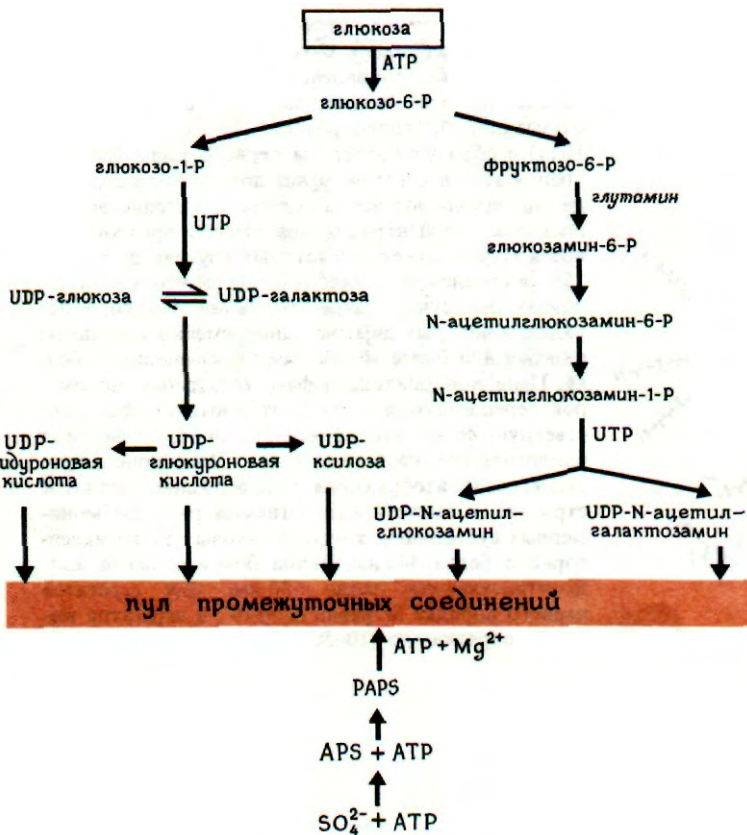 глюкоза
ATP
глюкозо-6-P
глюкозо-1-P
фруктозо-6-P
UTP
глутамин
глюкозамин-6-P
UDP-глюкоза ⇌ UDP-галактоза
N-ацетилглюкозамин-6-P
N-ацетилглюкозамин-1-P
UTP
UDP-
идуроновая
кислота
UDP-
глюкуроновая
кислота
UDP-
ксилоза
UDP-N-ацетил-
глюкозамин
UDP-N-ацетил-
галактозамин
пул промежуточных соединений
ATP + Mg²⁺
PAPS
APS + ATP
SO₄²⁻ + ATP